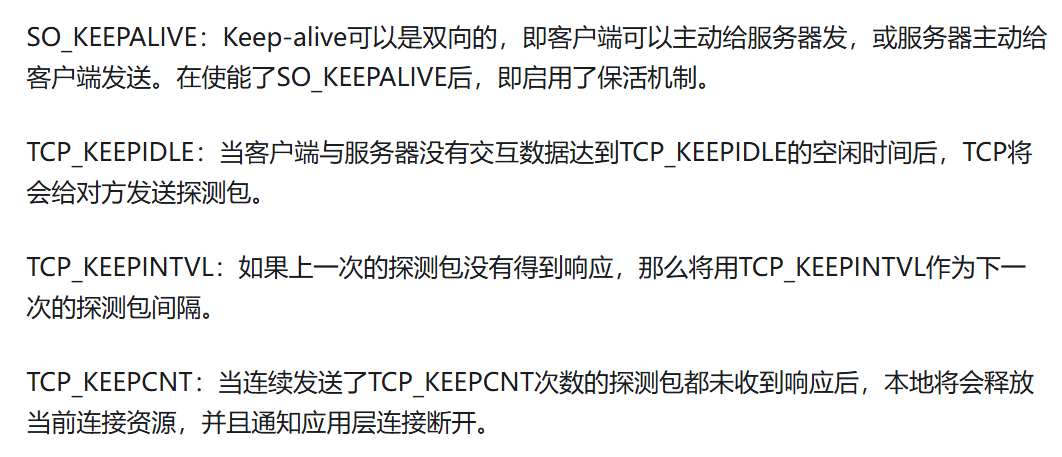 SO_KEEPALIVE：Keep-alive可以是双向的，即客户端可以主动给服务器发，或服务器主动给
客户端发送。在使能了SO_KEEPALIVE后，即启用了保活机制。
TCP_KEEPIDLE：当客户端与服务器没有交互数据达到TCP_KEEPIDLE的空闲时间后，TCP将
会给对方发送探测包。
TCP_KEEPINTVL：如果上一次的探测包没有得到响应，那么将用TCP_KEEPINTVL作为下一
次的探测包间隔。
TCP_KEEPCNT：当连续发送了TCP_KEEPCNT次数的探测包都未收到响应后，本地将会释放
当前连接资源，并且通知应用层连接断开。